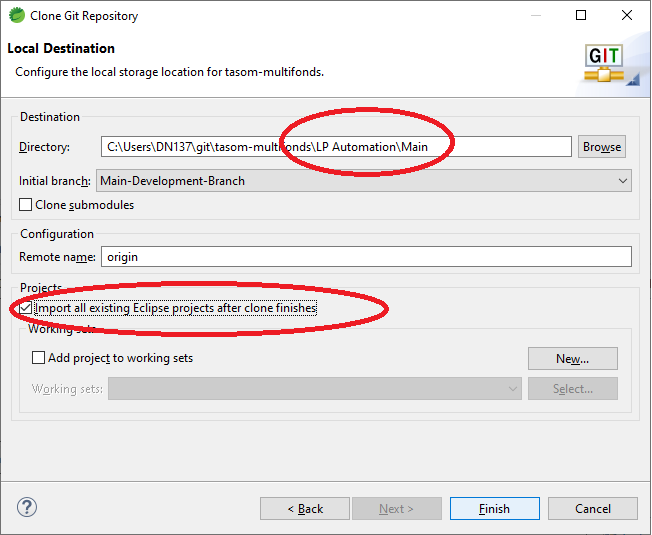 Clone Git Repository
Local Destination
Configure the local storage location for tasom-multifonds.
GIT
Destination
Directory: C:\Users\DN137\git\tasom-multifonds\LP Automation\Main Browse
Initial branch: Main-Development-Branch
Clone submodules
Configuration
Remote name: origin
Projects
Import all existing Eclipse projects after clone finishes
Working sets
Add project to working sets New...
Working sets: Select...
? < Back Next > Finish Cancel